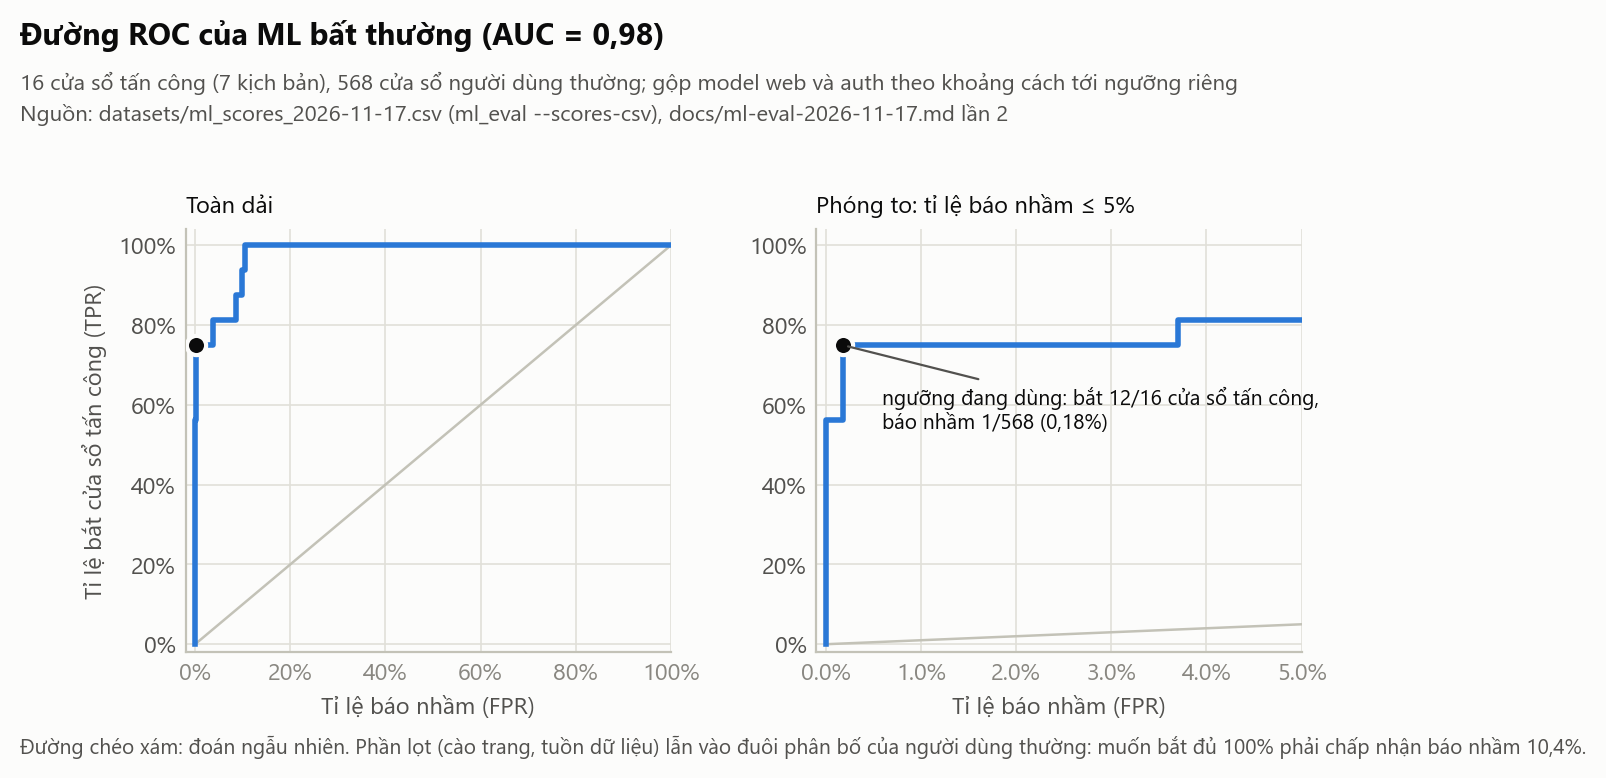 Đường ROC của ML bất thường (AUC = 0,98)
16 cửa sổ tấn công (7 kịch bản), 568 cửa sổ người dùng thường; gộp model web và auth theo khoảng cách tới ngưỡng riêng
Nguồn: datasets/ml_scores_2026-11-17.csv (ml_eval --scores-csv), docs/ml-eval-2026-11-17.md lần 2
Toàn dải
100%
80%
60%
40%
20%
0%
Tỉ lệ bắt cửa sổ tấn công (TPR)
0%
20%
40%
60%
80%
100%
Tỉ lệ báo nhầm (FPR)
Phóng to: tỉ lệ báo nhầm ≤ 5%
100%
80%
60%
40%
20%
0%
ngưỡng đang dùng: bắt 12/16 cửa sổ tấn công,
báo nhầm 1/568 (0,18%)
0.0%
1.0%
2.0%
3.0%
4.0%
5.0%
Tỉ lệ báo nhầm (FPR)
Đường chéo xám: đoán ngẫu nhiên. Phần lọt (cào trang, tuồn dữ liệu) lẫn vào đuôi phân bố của người dùng thường: muốn bắt đủ 100% phải chấp nhận báo nhầm 10,4%.